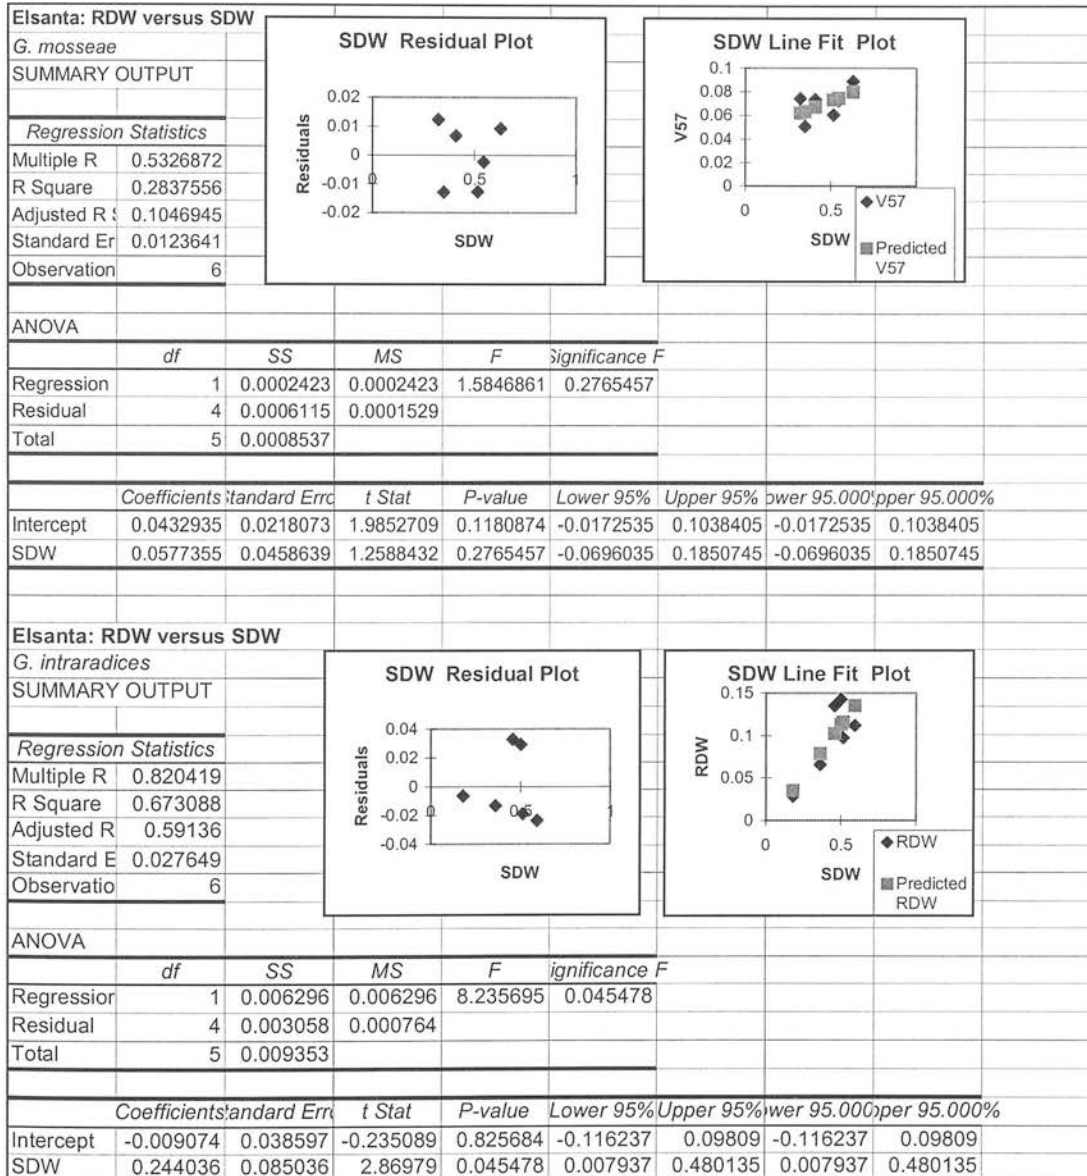 Elsanta: RDW versus SDW
G. mosseae
SUMMARY OUTPUT
Regression Statistics
Multiple R 0.5326872
R Square 0.2837556
Adjusted R S 0.1046945
Standard Er 0.0123641
Observation 6
SDW Residual Plot
0.02
0.01
0
-0.01
-0.02
0 0.5 1
Residuals
SDW
SDW Line Fit Plot
0.1
0.08
0.06
0.04
0.02
0
0 0.5
V57
SDW
V57
Predicted
V57
ANOVA
df SS MS F Significance F
Regression 1 0.0002423 0.0002423 1.5846861 0.2765457
Residual 4 0.0006115 0.0001529
Total 5 0.0008537
Coefficients Standard Erro t Stat P-value Lower 95% Upper 95% ower 95.000% pper 95.000%
Intercept 0.0432935 0.0218073 1.9852709 0.1180874 -0.0172535 0.1038405 -0.0172535 0.1038405
SDW 0.0577355 0.0458639 1.2588432 0.2765457 -0.0696035 0.1850745 -0.0696035 0.1850745
Elsanta: RDW versus SDW
G. intraradices
SUMMARY OUTPUT
Regression Statistics
Multiple R 0.820419
R Square 0.673088
Adjusted R 0.59136
Standard E 0.027649
Observatio 6
SDW Residual Plot
0.04
0.02
0
-0.02
-0.04
0 0.5 1
Residuals
SDW
SDW Line Fit Plot
0.15
0.1
0.05
0
0 0.5
RDW
SDW
RDW
Predicted
RDW
ANOVA
df SS MS F ignificance F
Regression 1 0.006296 0.006296 8.235695 0.045478
Residual 4 0.003058 0.000764
Total 5 0.009353
Coefficients tandard Erro t Stat P-value Lower 95% Upper 95% ower 95.000 pper 95.000%
Intercept -0.009074 0.038597 -0.235089 0.825684 -0.116237 0.09809 -0.116237 0.09809
SDW 0.244036 0.085036 2.86979 0.045478 0.007937 0.480135 0.007937 0.480135